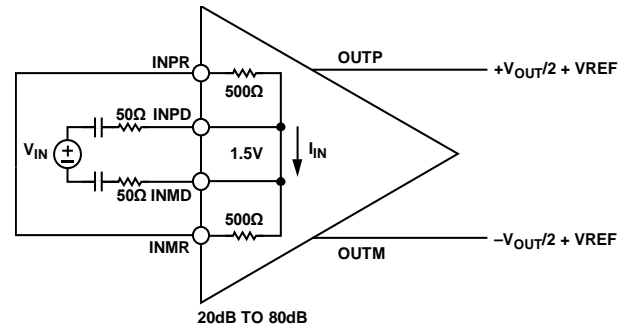 INPR
OUTP
+VOUT/2 + VREF
500Ω
50Ω INPD
VIN
1.5V
IIN
50Ω INMD
500Ω
INMR
OUTM
–VOUT/2 + VREF
20dB TO 80dB